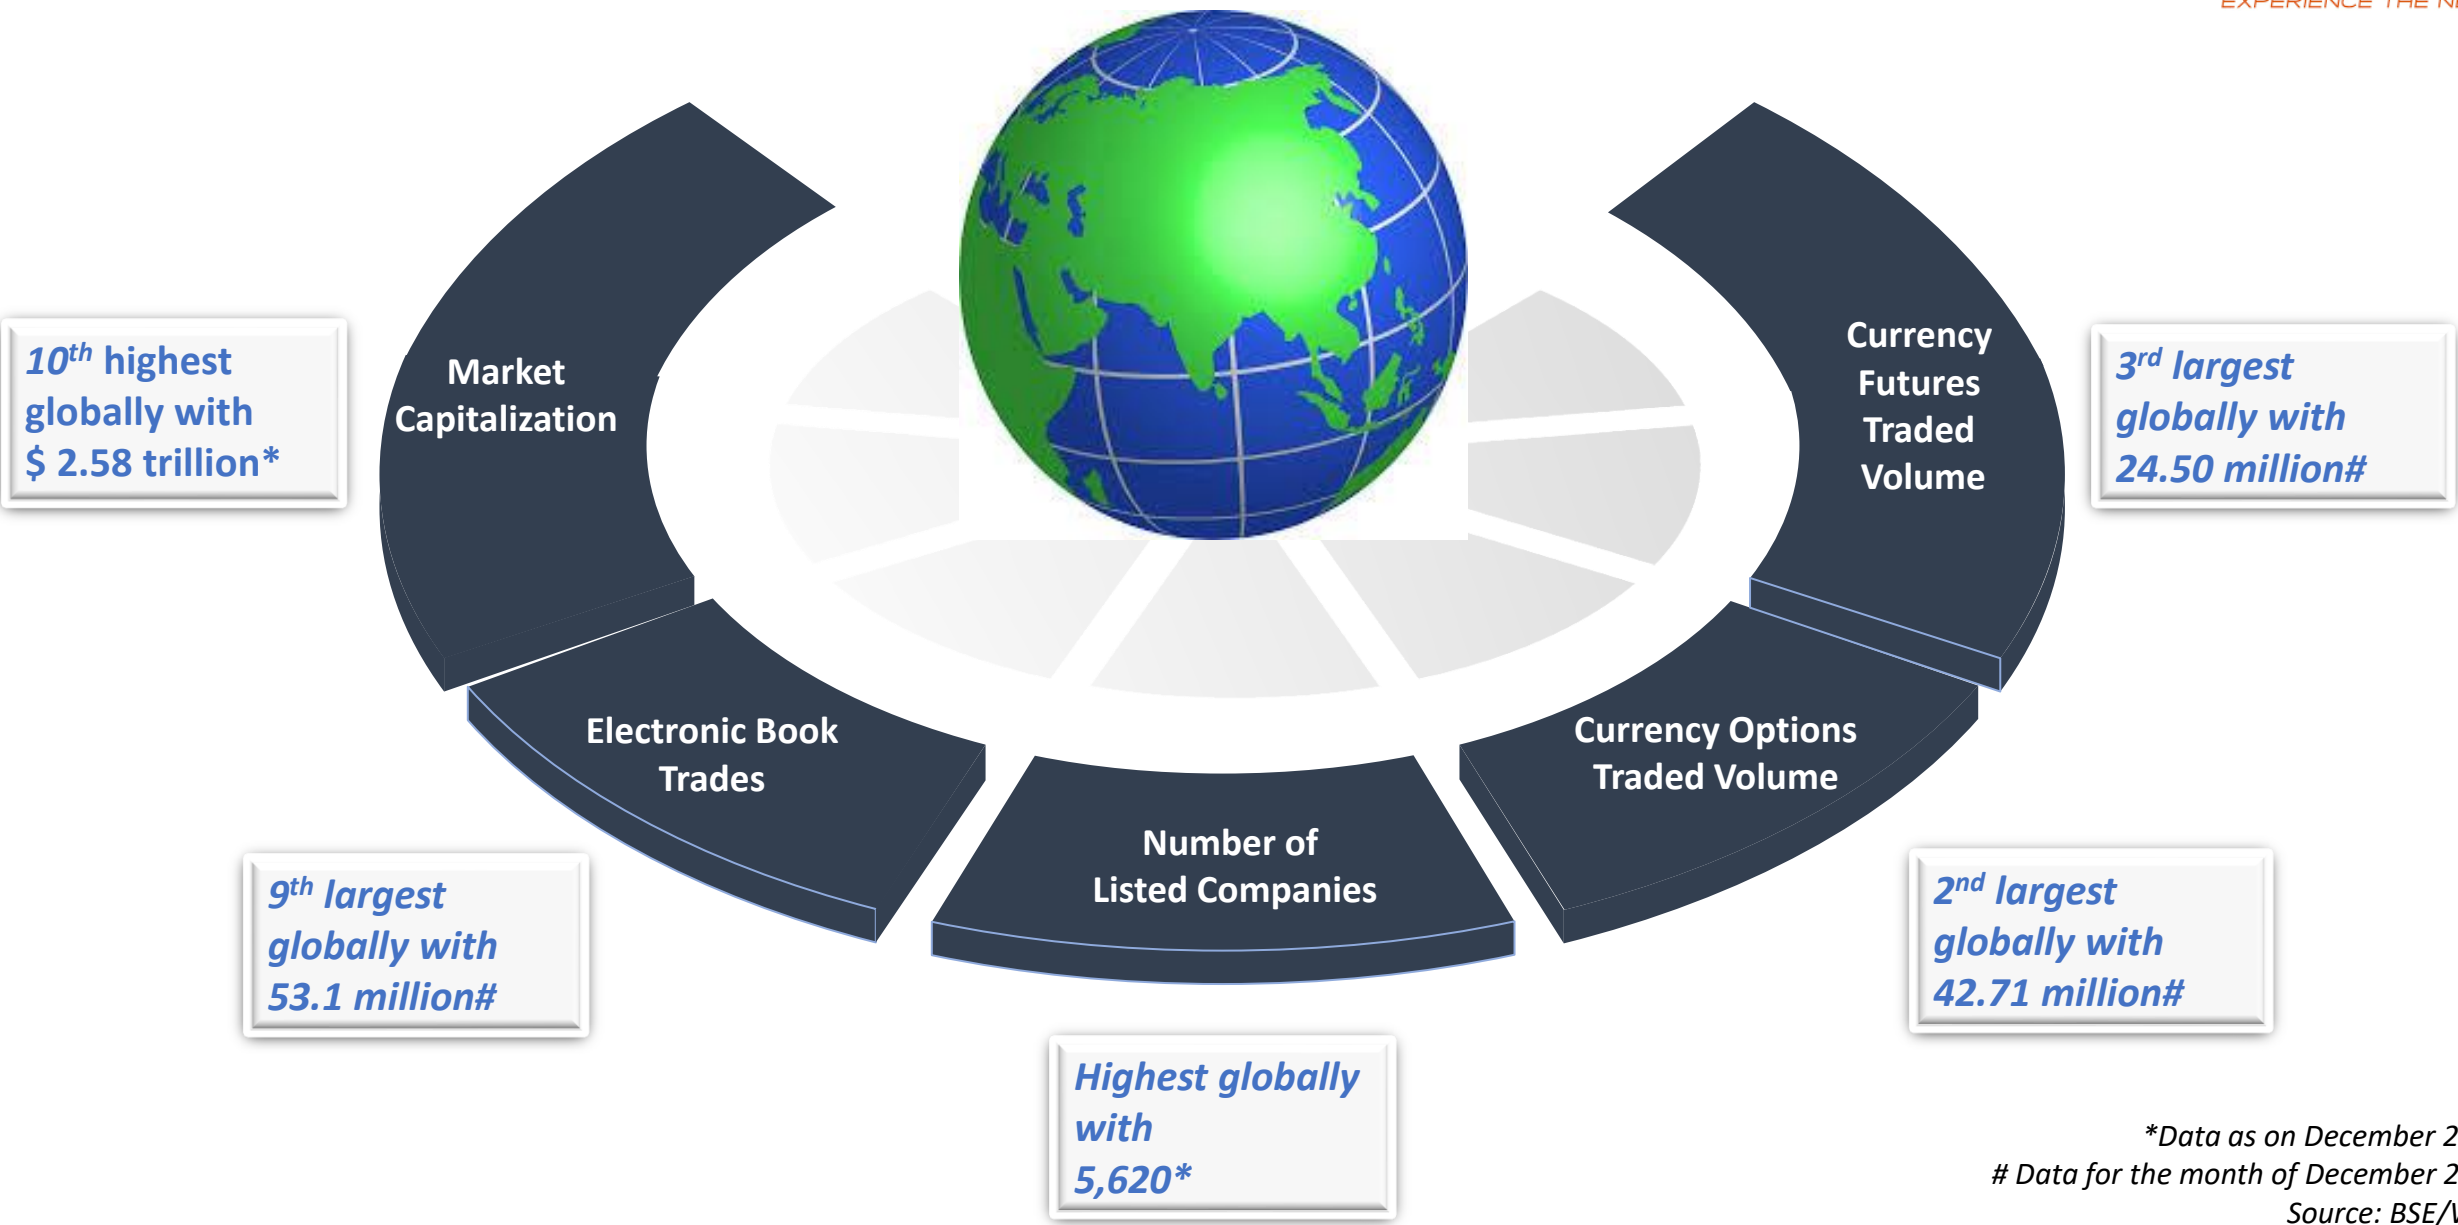 EXPERIENCE THE
10th highest
globally with
$ 2.58 trillion*
Market
Capitalization
Currency
Futures
Traded
Volume
3rd largest
globally with
24.50 million#
Electronic Book
Trades
Currency Options
Traded Volume
Number of
Listed Companies
9th largest
globally with
53.1 million#
2nd largest
globally with
42.71 million#
Highest globally
with
5,620*
*Data as on December
# Data for the month of December
Source: BSE/